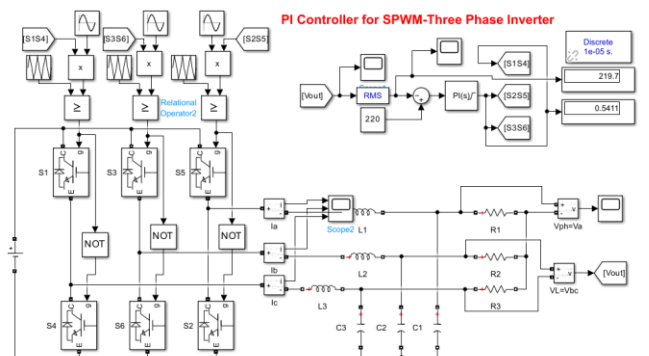 PI Controller for SPWM-Three Phase Inverter
[S1S4]
[S3S6]
[S2S5]
x
x
x
≥
≥
≥
Relational
Operator2
[Vout]
RMS
220
PI(s)
[S1S4]
[S2S5]
[S3S6]
Discrete
1e-05 s.
219.7
0.5411
C
g
E
S1
C
g
E
S3
C
g
E
S5
NOT
NOT
NOT
Ia
Ib
Ic
Scope2
L1
L2
L3
R1
R2
R3
Vph=Va
VL=Vbc
[Vout]
C3
C2
C1
S4
S6
S2